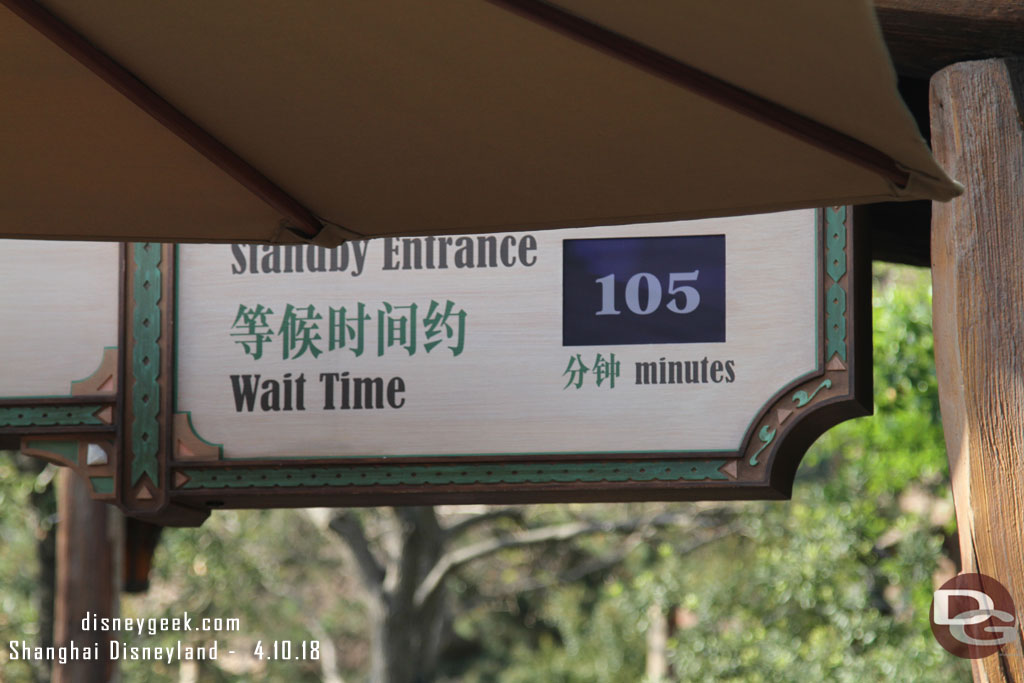 Standby Entrance
等候时间约
Wait Time
105
分钟 minutes
disneygeek.com
Shanghai Disneyland - 4.10.18
DG